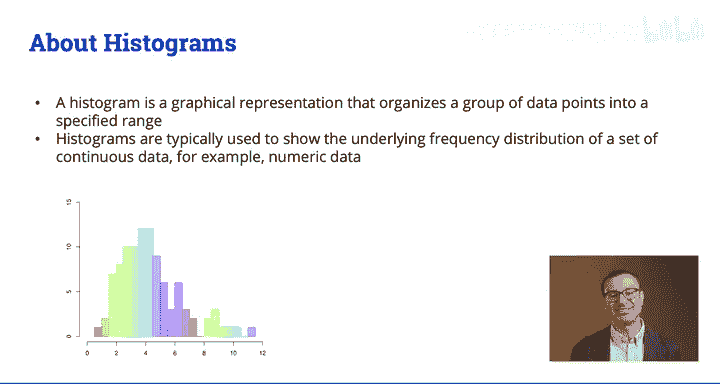 About Histograms
• A histogram is a graphical representation that organizes a group of data points into a
specified range
• Histograms are typically used to show the underlying frequency distribution of a set of
continuous data, for example, numeric data
15
10
5
0
0 2 4 6 8 10 12